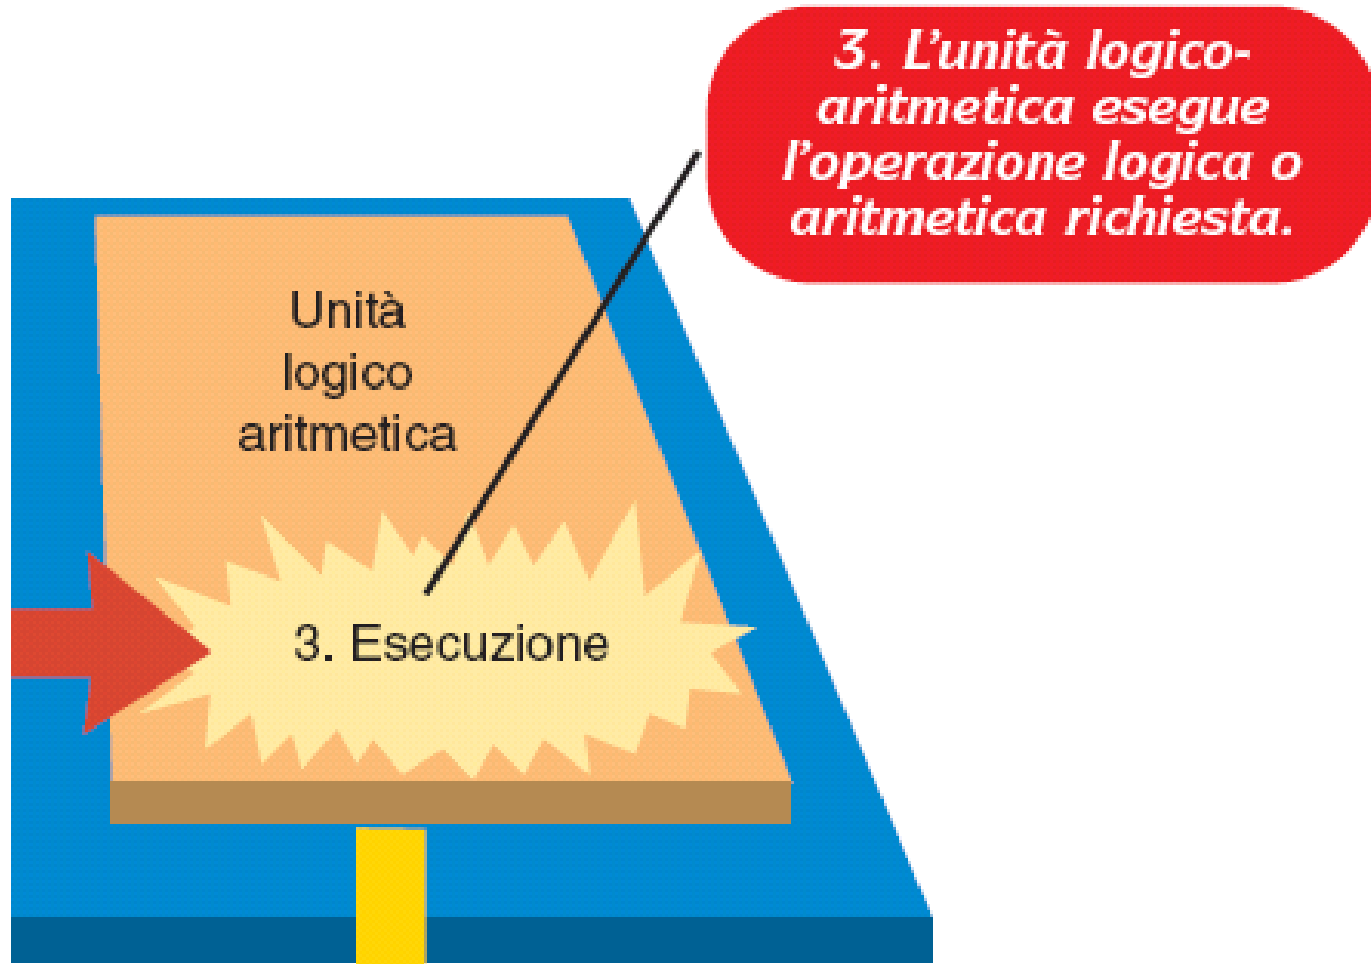 3. L'unità logico-
aritmetica esegue
l'operazione logica o
aritmetica richiesta.
Unità
logico
aritmetica
3. Esecuzione